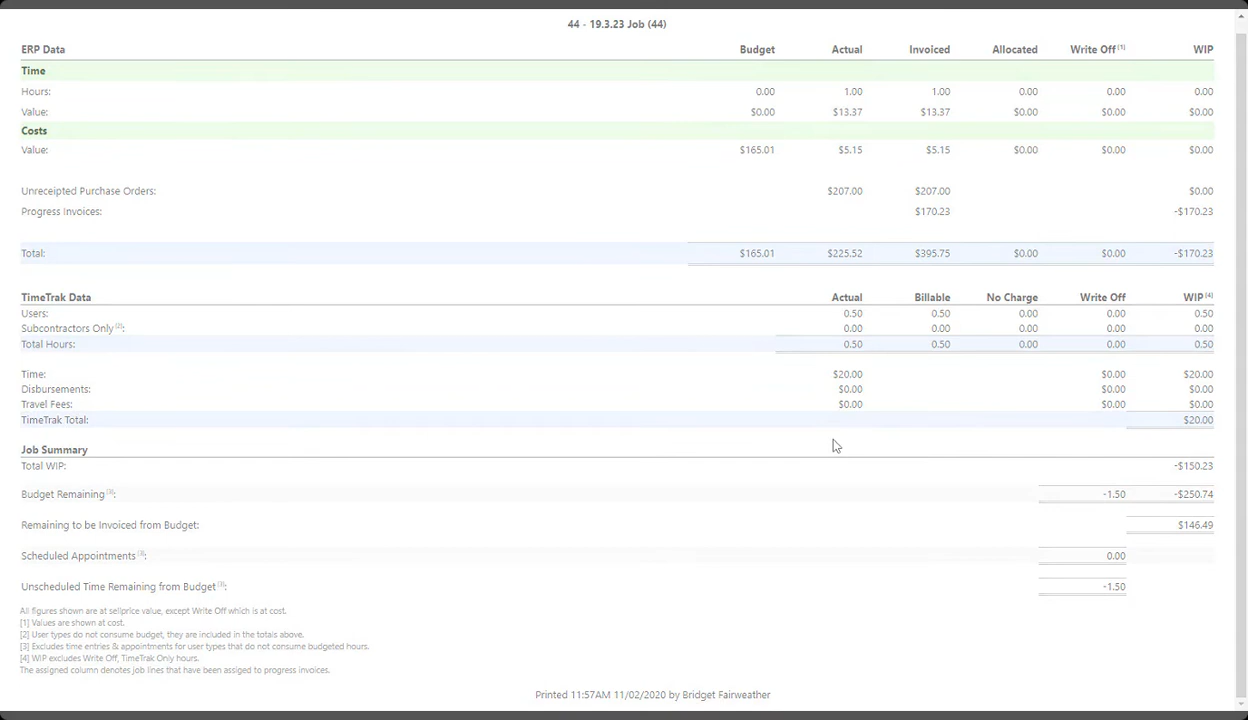 44 - 19.3.23 Job (44)
ERP Data Budget Actual Invoiced Allocated Write Off (1) WIP
Time
Hours: 0.00 1.00 1.00 0.00 0.00 0.00
Value: $0.00 $13.37 $13.37 $0.00 $0.00 $0.00
Costs
Value: $165.01 $5.15 $5.15 $0.00 $0.00 $0.00
Unreceipted Purchase Orders: $207.00 $207.00 $0.00
Progress Invoices: $170.23 -$170.23
Total: $165.01 $225.52 $395.75 $0.00 $0.00 -$170.23
TimeTrak Data Actual Billable No Charge Write Off WIP [4]
Users: 0.50 0.50 0.00 0.00 0.50
Subcontractors Only [2]: 0.00 0.00 0.00 0.00 0.00
Total Hours: 0.50 0.50 0.00 0.00 0.50
Time: $20.00 $0.00 $20.00
Disbursements: $0.00 $0.00 $0.00
Travel Fees: $0.00 $0.00 $0.00
TimeTrak Total: $20.00
Job Summary
Total WIP: -$150.23
Budget Remaining [3]: -1.50 -$250.74
Remaining to be Invoiced from Budget: $146.49
Scheduled Appointments [3]: 0.00
Unscheduled Time Remaining from Budget [3]: -1.50
All figures shown are at sellprice value, except Write Off which is at cost.
[1] Values are shown at cost.
[2] User types do not consume budget, they are included in the totals above.
[3] Excludes time entries & appointments for user types that do not consume budgeted hours.
[4] WIP excludes Write Off, TimeTrak Only hours.
The assigned column denotes job lines that have been assiged to progress invoices.
Printed 11:57AM 11/02/2020 by Bridget Fairweather